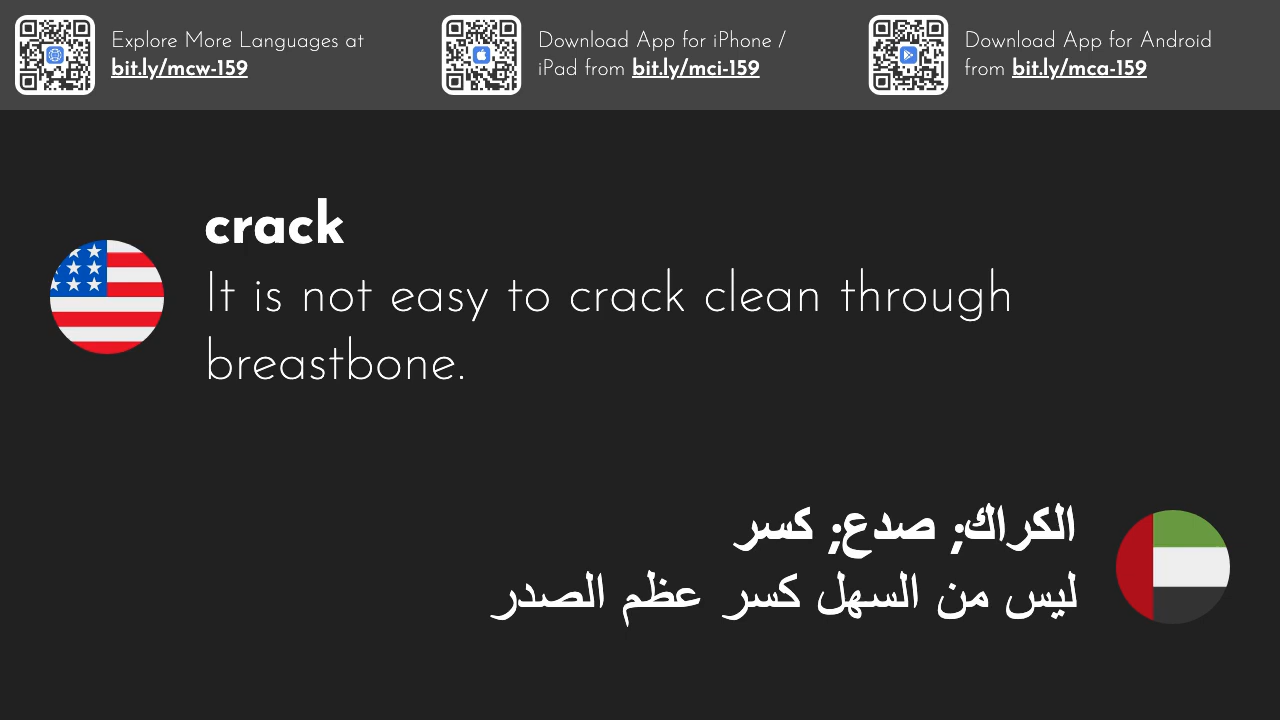 Explore More Languages at
bit.ly/mcw-159
Download App for iPhone /
iPad from bit.ly/mci-159
Download App for Android
from bit.ly/mca-159
crack
It is not easy to crack clean through
breastbone.
الكراك; صدع; كسر
ليس من السهل كسر عظم الصدر